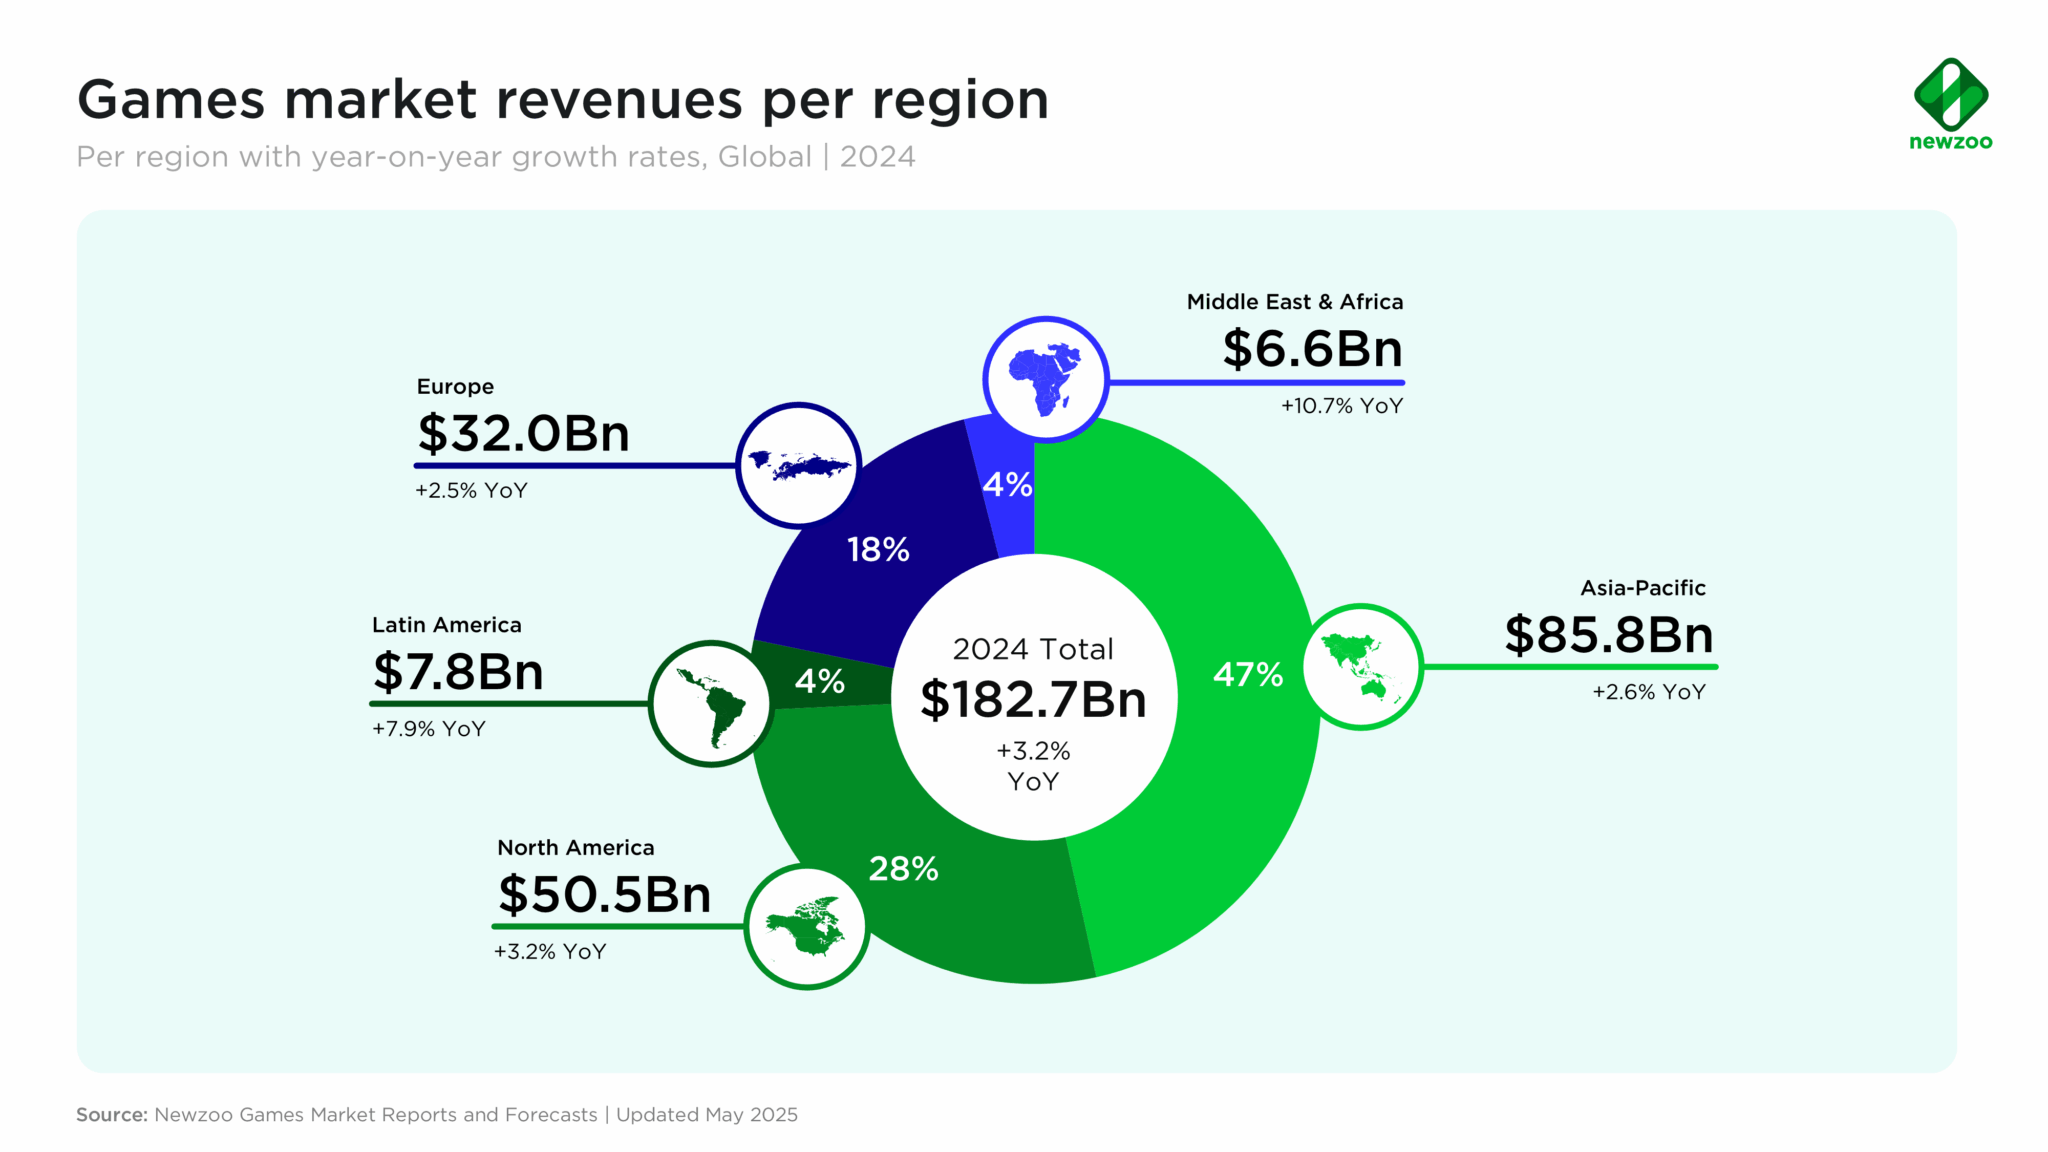 Games market revenues per region
Per region with year-on-year growth rates, Global | 2024
newzoo
Middle East & Africa
$6.6Bn
+10.7% YoY
Europe
$32.0Bn
+2.5% YoY
4%
18%
Asia-Pacific
$85.8Bn
+2.6% YoY
47%
Latin America
$7.8Bn
+7.9% YoY
4%
2024 Total
$182.7Bn
+3.2%
YoY
North America
$50.5Bn
+3.2% YoY
28%
Source: Newzoo Games Market Reports and Forecasts | Updated May 2025